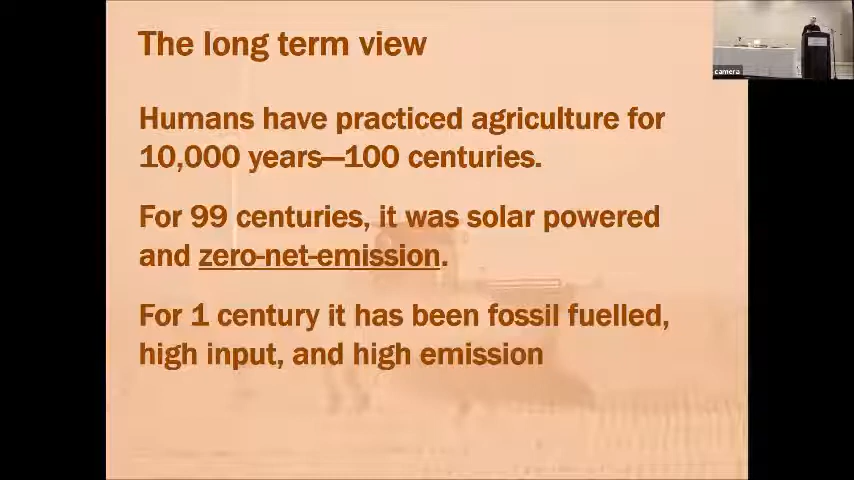 The long term view
Humans have practiced agriculture for
10,000 years—100 centuries.
For 99 centuries, it was solar powered
and zero-net-emission.
For 1 century it has been fossil fuelled,
high input, and high emission
camera